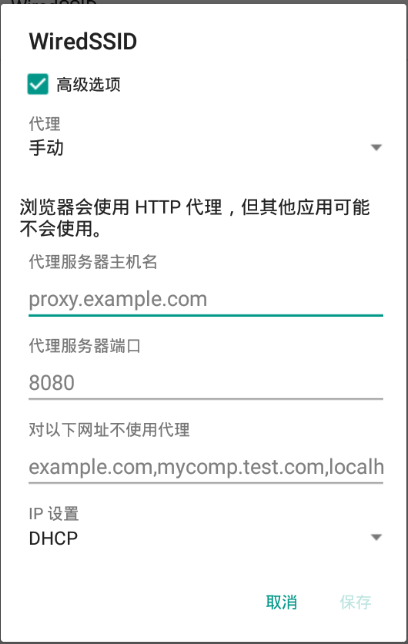 WiredSSID
高级选项
代理
手动
浏览器会使用 HTTP 代理，但其他应用可能
不会使用。
代理服务器主机名
proxy.example.com
代理服务器端口
8080
对以下网址不使用代理
example.com,mycomp.test.com,localh
IP 设置
DHCP
取消
保存